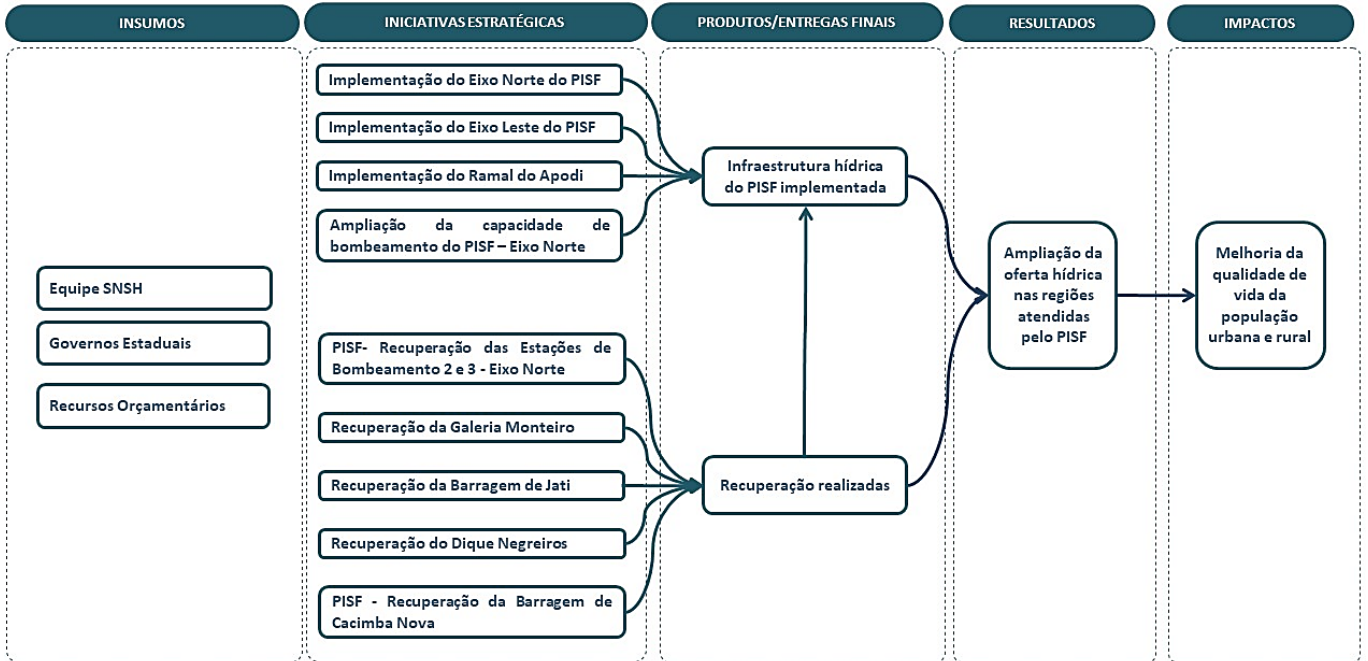 INSUMOS
INICIATIVAS ESTRATÉGICAS
PRODUTOS/ENTREGAS FINAIS
RESULTADOS
IMPACTOS
Equipe SNSH
Governos Estaduais
Recursos Orçamentários
Implementação do Eixo Norte do PISF
Implementação do Eixo Leste do PISF
Implementação do Ramal do Apodi
Ampliação da capacidade de
bombeamento do PISF – Eixo Norte
PISF- Recuperação das Estações de
Bombeamento 2 e 3 - Eixo Norte
Recuperação da Galeria Monteiro
Recuperação da Barragem de Jati
Recuperação do Dique Negreiros
PISF - Recuperação da Barragem de
Cacimba Nova
Infraestrutura hídrica
do PISF implementada
Recuperação realizadas
Ampliação da
oferta hídrica
nas regiões
atendidas
pelo PISF
Melhoria da
qualidade de
vida da
população
urbana e rural